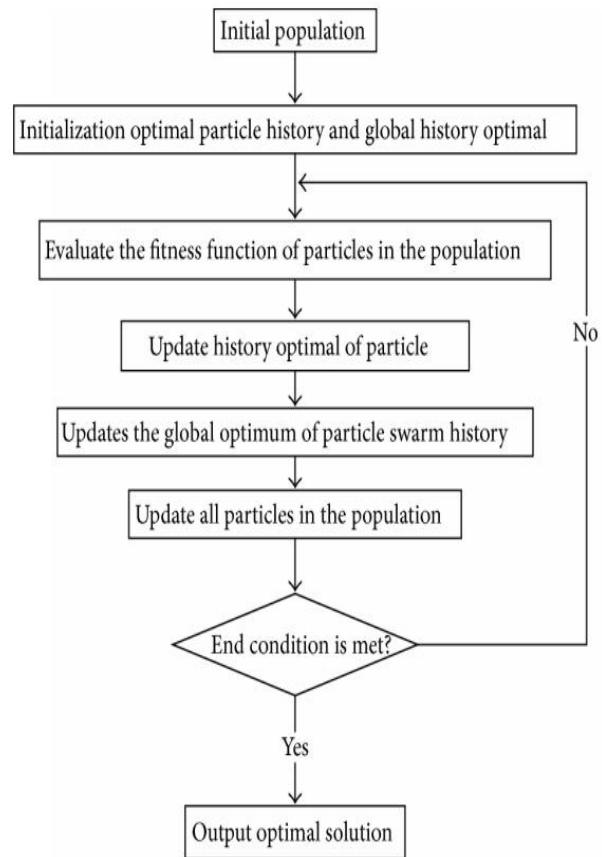 Initial population
Initialization optimal particle history and global history optimal
Evaluate the fitness function of particles in the population
No
Update history optimal of particle
Updates the global optimum of particle swarm history
Update all particles in the population
End condition is met?
Yes
Output optimal solution